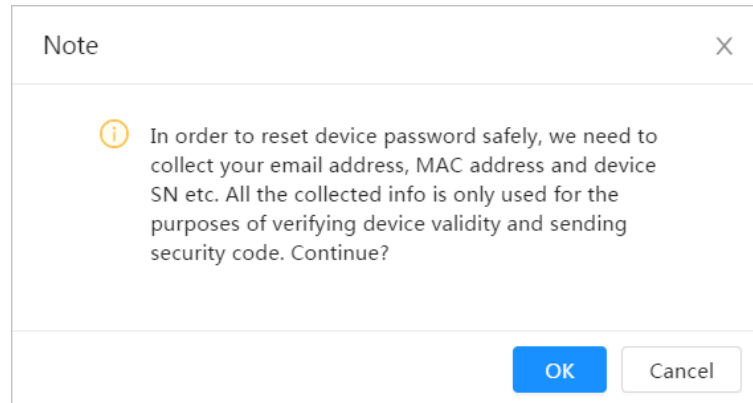 Note
In order to reset device password safely, we need to
collect your email address, MAC address and device
SN etc. All the collected info is only used for the
purposes of verifying device validity and sending
security code. Continue?
OK
Cancel